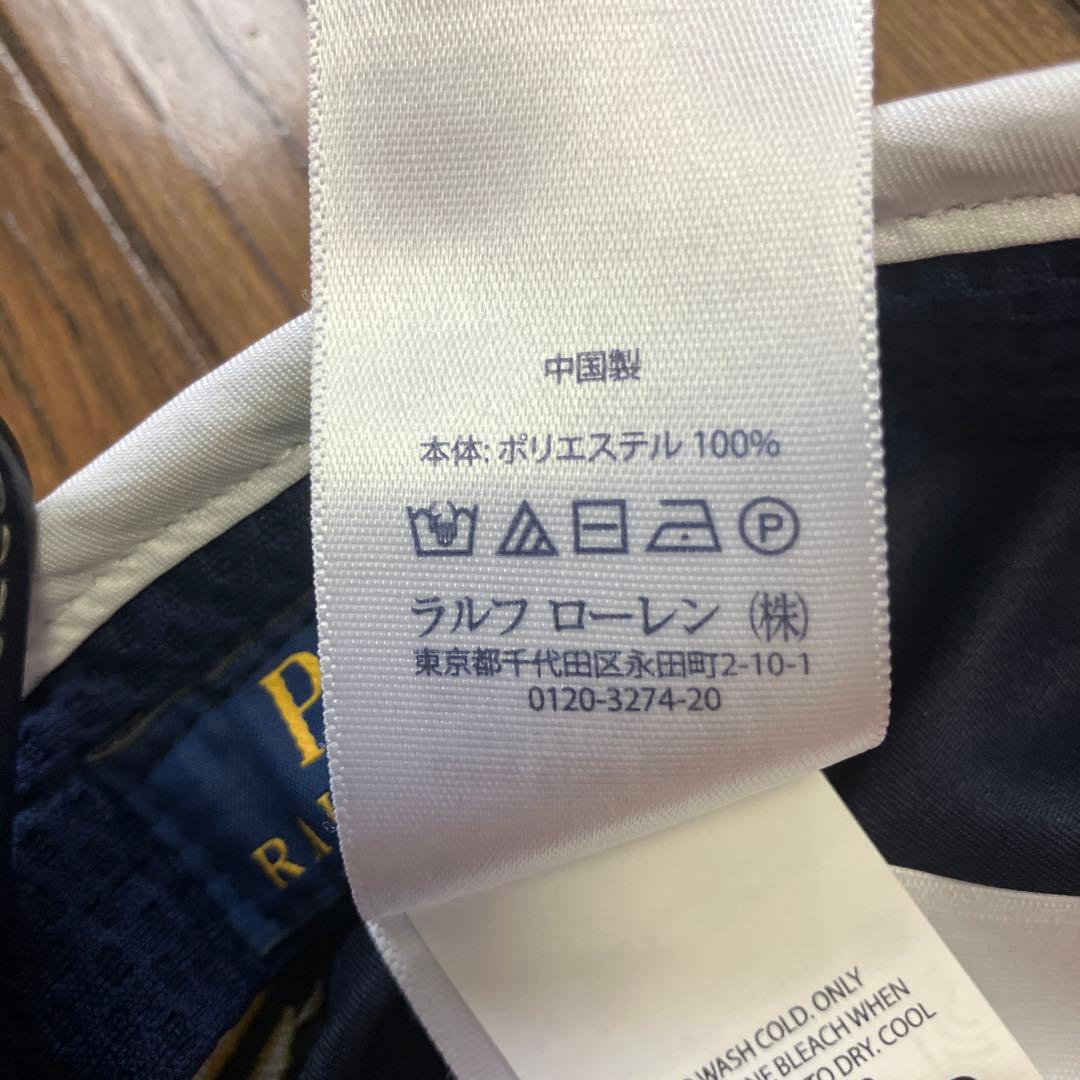 中国製
本体: ポリエステル 100%
P
ラルフ ローレン (株)
東京都千代田区永田町2-10-1
0120-3274-20
P
WASH COLD. ONLY
BLEACH WHEN
TO DRY. COOL